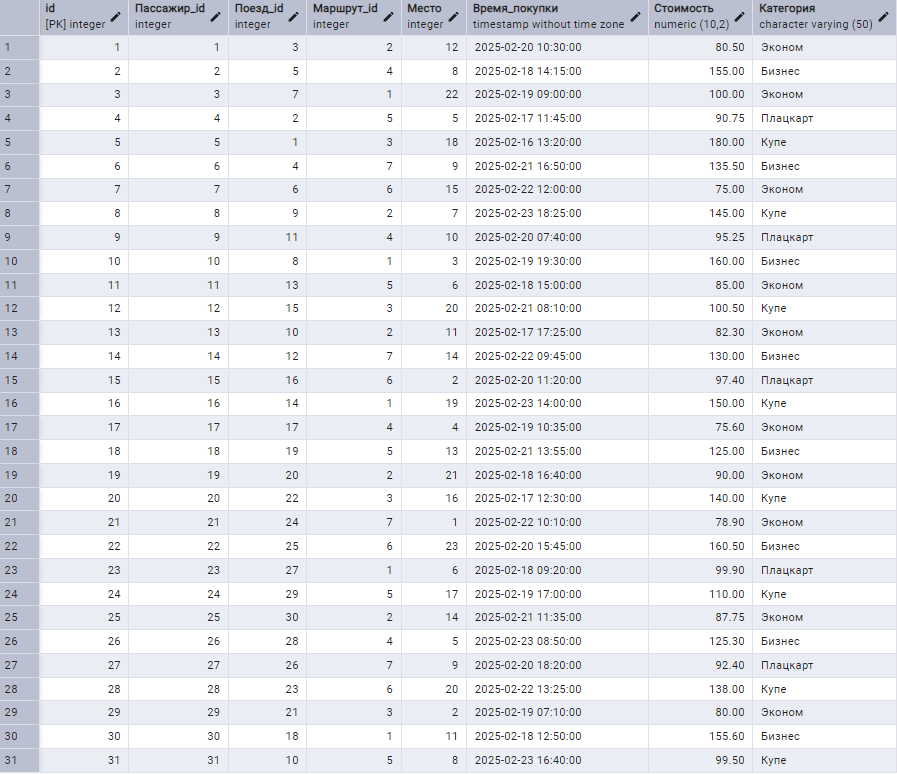 id Пассажир_id Поезд_id Маршрут_id Место Время_покупки Стоимость Категория
[PK] integer integer integer integer integer timestamp without time zone numeric (10,2) character varying (50)
1 1 1 3 2 12 2025-02-20 10:30:00 80.50 Эконом
2 2 2 5 4 8 2025-02-18 14:15:00 155.00 Бизнес
3 3 3 7 1 22 2025-02-19 09:00:00 100.00 Эконом
4 4 4 2 5 5 2025-02-17 11:45:00 90.75 Плацкарт
5 5 5 1 3 18 2025-02-16 13:20:00 180.00 Купе
6 6 6 4 7 9 2025-02-21 16:50:00 135.50 Бизнес
7 7 7 6 6 15 2025-02-22 12:00:00 75.00 Эконом
8 8 8 9 2 7 2025-02-23 18:25:00 145.00 Купе
9 9 9 11 4 10 2025-02-20 07:40:00 95.25 Плацкарт
10 10 10 8 1 3 2025-02-19 19:30:00 160.00 Бизнес
11 11 11 13 5 6 2025-02-18 15:00:00 85.00 Эконом
12 12 12 15 3 20 2025-02-21 08:10:00 100.50 Купе
13 13 13 10 2 11 2025-02-17 17:25:00 82.30 Эконом
14 14 14 12 7 14 2025-02-22 09:45:00 130.00 Бизнес
15 15 15 16 6 2 2025-02-20 11:20:00 97.40 Плацкарт
16 16 16 14 1 19 2025-02-23 14:00:00 150.00 Купе
17 17 17 17 4 4 2025-02-19 10:35:00 75.60 Эконом
18 18 18 19 5 13 2025-02-21 13:55:00 125.00 Бизнес
19 19 19 20 2 21 2025-02-18 16:40:00 90.00 Эконом
20 20 20 22 3 16 2025-02-17 12:30:00 140.00 Купе
21 21 21 24 7 1 2025-02-22 10:10:00 78.90 Эконом
22 22 22 25 6 23 2025-02-20 15:45:00 160.50 Бизнес
23 23 23 27 1 6 2025-02-18 09:20:00 99.90 Плацкарт
24 24 24 29 5 17 2025-02-19 17:00:00 110.00 Купе
25 25 25 30 2 14 2025-02-21 11:35:00 87.75 Эконом
26 26 26 28 4 5 2025-02-23 08:50:00 125.30 Бизнес
27 27 27 26 7 9 2025-02-20 18:20:00 92.40 Плацкарт
28 28 28 23 6 20 2025-02-22 13:25:00 138.00 Купе
29 29 29 21 3 2 2025-02-19 07:10:00 80.00 Эконом
30 30 30 18 1 11 2025-02-18 12:50:00 155.60 Бизнес
31 31 31 10 5 8 2025-02-23 16:40:00 99.50 Купе